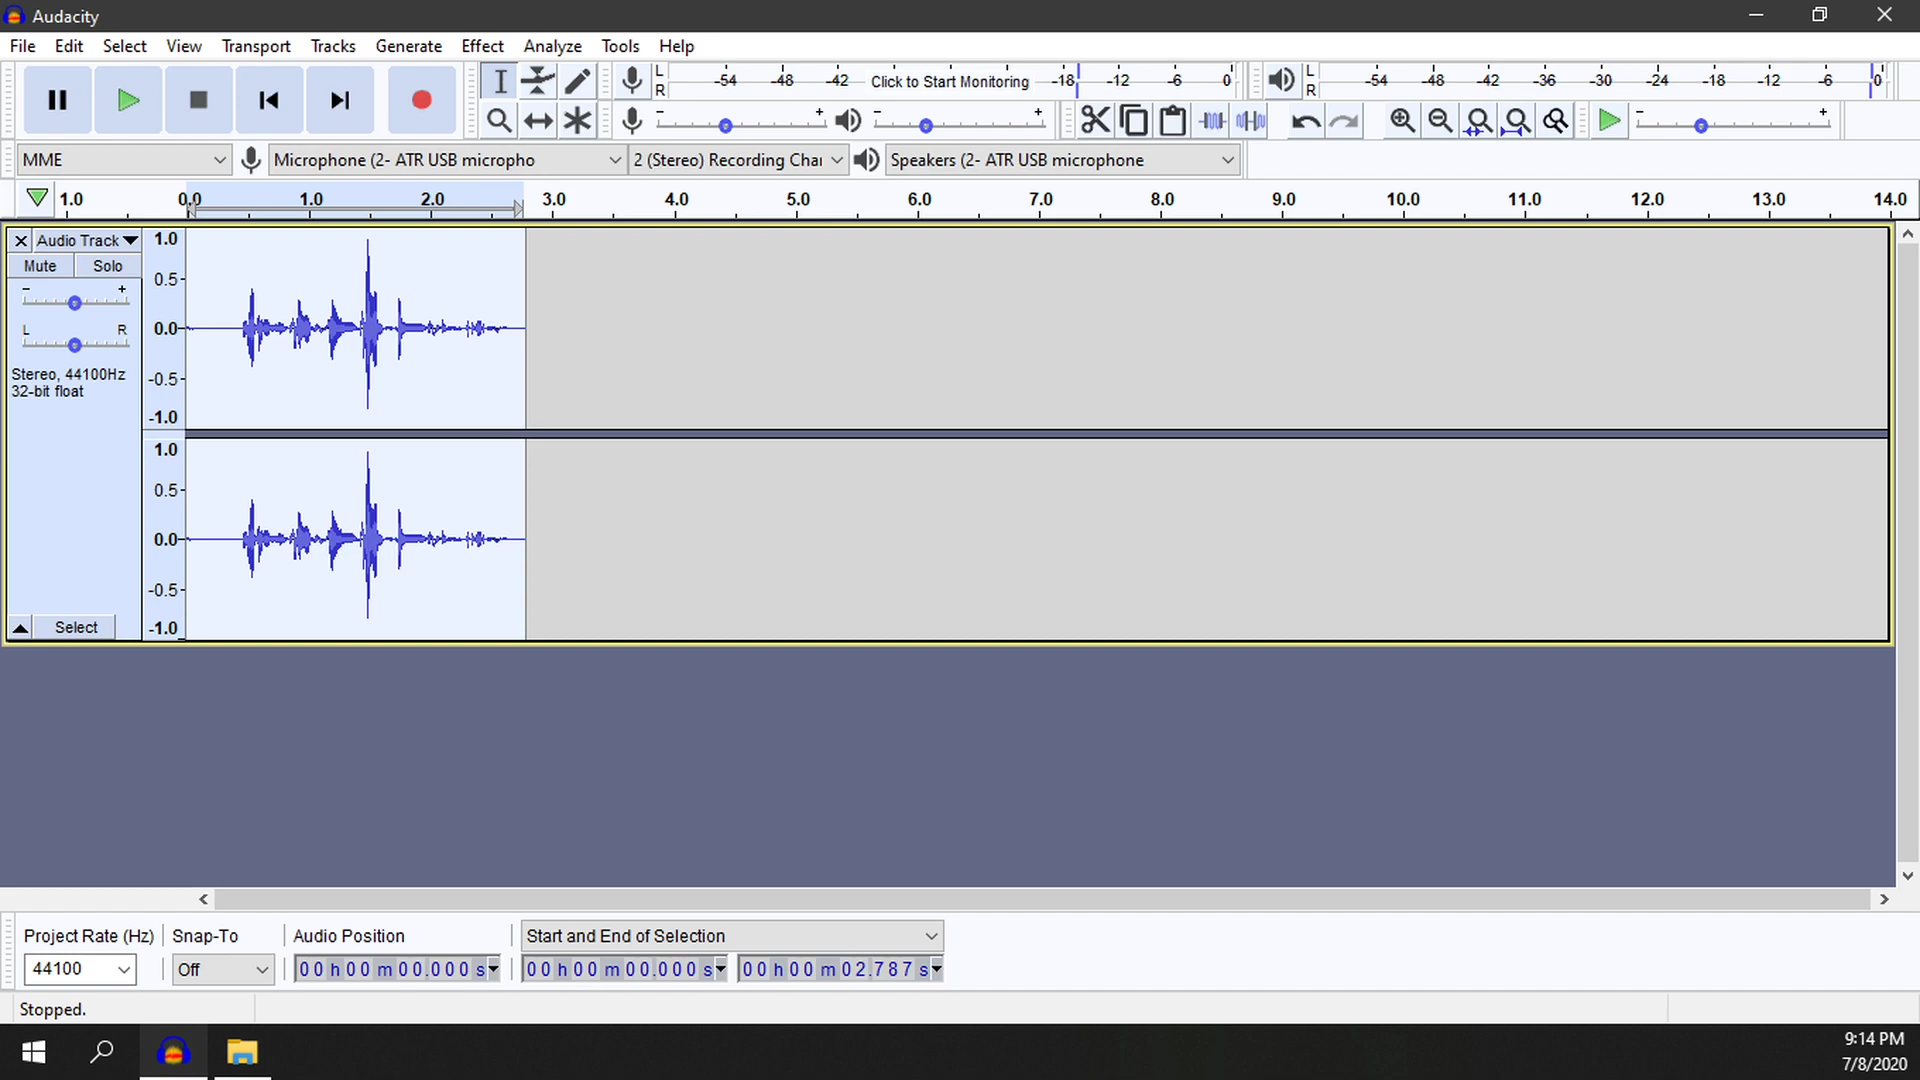 Audacity
File Edit Select View Transport Tracks Generate Effect Analyze Tools Help
L R -54 -48 -42 Click to Start Monitoring -18 -12 -6 0
L R -54 -48 -42 -36 -30 -24 -18 -12 -6 0
- + - + - +
MME Microphone (2- ATR USB micropho 2 (Stereo) Recording Chai Speakers (2- ATR USB microphone
1.0 0.0 1.0 2.0 3.0 4.0 5.0 6.0 7.0 8.0 9.0 10.0 11.0 12.0 13.0 14.0
Audio Track
Mute Solo
- +
L R
Stereo, 44100Hz
32-bit float
Select
1.0
0.5
0.0
-0.5
-1.0
1.0
0.5
0.0
-0.5
-1.0
Project Rate (Hz) Snap-To Audio Position Start and End of Selection
44100 Off 00 h 00 m 00.000 s 00 h 00 m 00.000 s 00 h 00 m 02.787 s
Stopped.
9:14 PM
7/8/2020